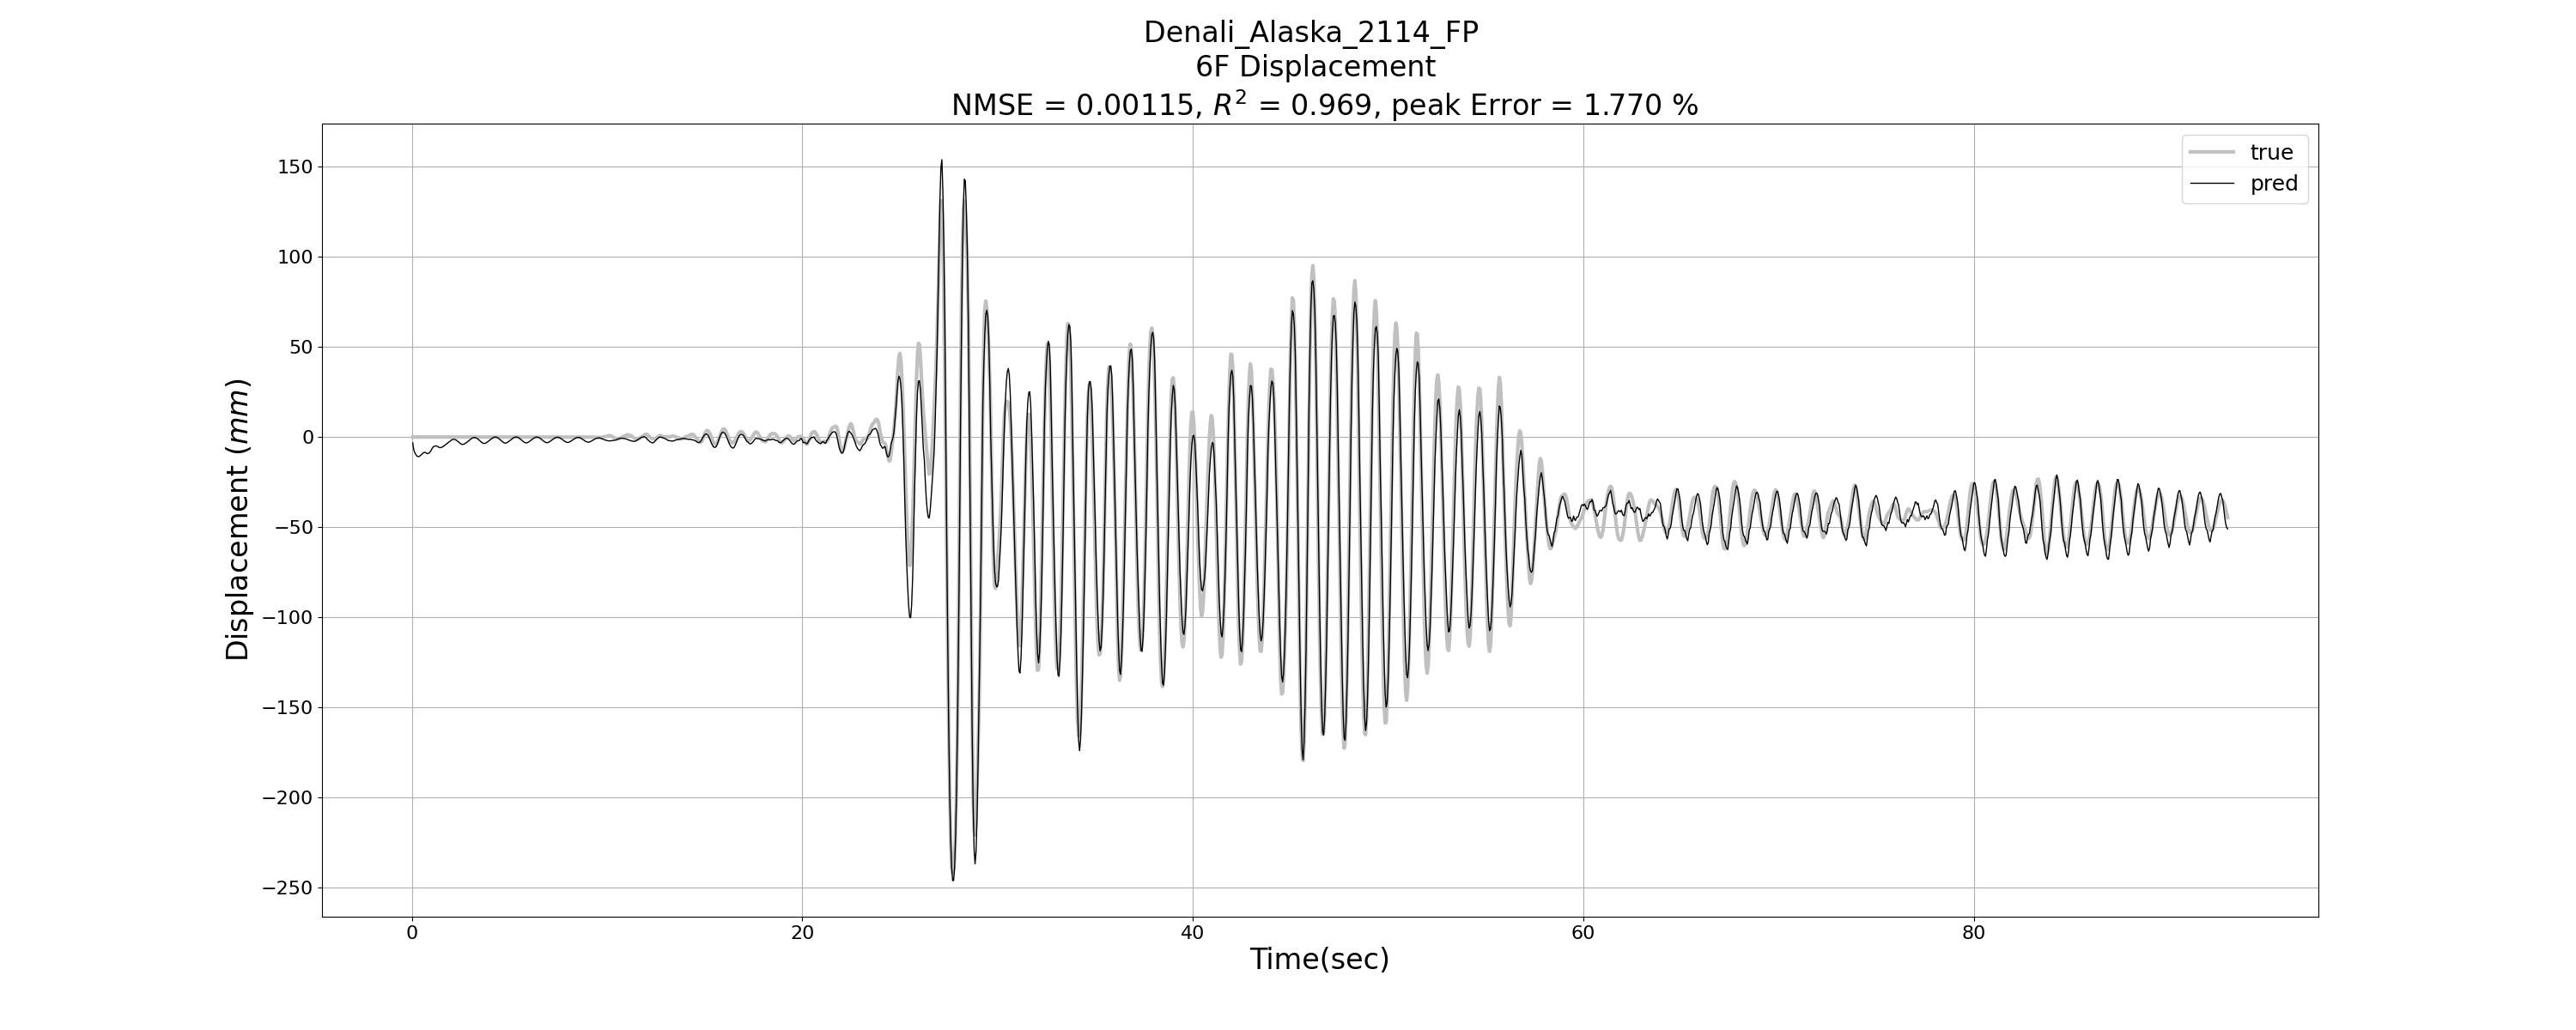 Denali_Alaska_2114_FP
6F Displacement
NMSE = 0.00115, R² = 0.969, peak Error = 1.770 %
true
pred
150
100
50
0
−50
−100
−150
−200
−250
Displacement (mm)
0 20 40 60 80
Time(sec)